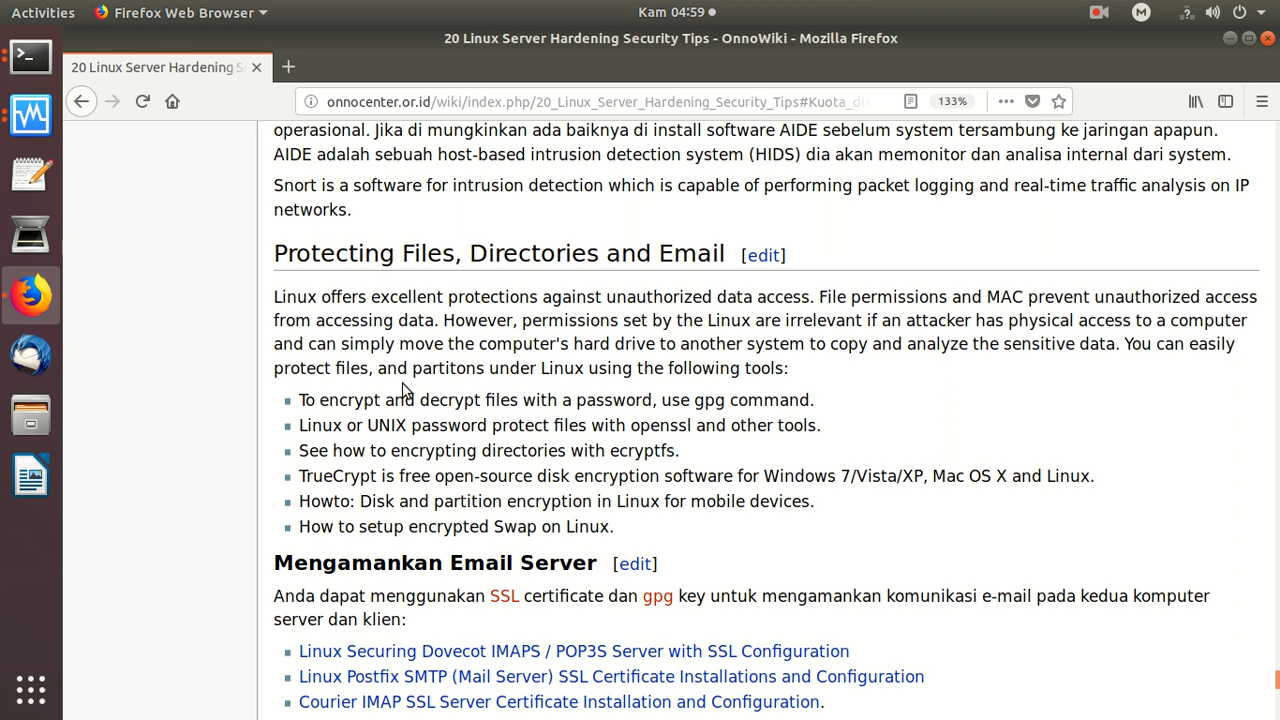 Activities
Firefox Web Browser
Kam 04:59
M
20 Linux Server Hardening Security Tips - OnnoWiki - Mozilla Firefox
20 Linux Server Hardening S
onnocenter.or.id/wiki/index.php/20_Linux_Server_Hardening_Security_Tips#Kuota_di
133%
operasional. Jika di mungkinkan ada baiknya di install software AIDE sebelum system tersambung ke jaringan apapun.
AIDE adalah sebuah host-based intrusion detection system (HIDS) dia akan memonitor dan analisa internal dari system.
Snort is a software for intrusion detection which is capable of performing packet logging and real-time traffic analysis on IP
networks.
Protecting Files, Directories and Email [edit]
Linux offers excellent protections against unauthorized data access. File permissions and MAC prevent unauthorized access
from accessing data. However, permissions set by the Linux are irrelevant if an attacker has physical access to a computer
and can simply move the computer's hard drive to another system to copy and analyze the sensitive data. You can easily
protect files, and partitons under Linux using the following tools:
To encrypt and decrypt files with a password, use gpg command.
Linux or UNIX password protect files with openssl and other tools.
See how to encrypting directories with ecryptfs.
TrueCrypt is free open-source disk encryption software for Windows 7/Vista/XP, Mac OS X and Linux.
Howto: Disk and partition encryption in Linux for mobile devices.
How to setup encrypted Swap on Linux.
Mengamankan Email Server [edit]
Anda dapat menggunakan SSL certificate dan gpg key untuk mengamankan komunikasi e-mail pada kedua komputer
server dan klien:
Linux Securing Dovecot IMAPS / POP3S Server with SSL Configuration
Linux Postfix SMTP (Mail Server) SSL Certificate Installations and Configuration
Courier IMAP SSL Server Certificate Installation and Configuration.